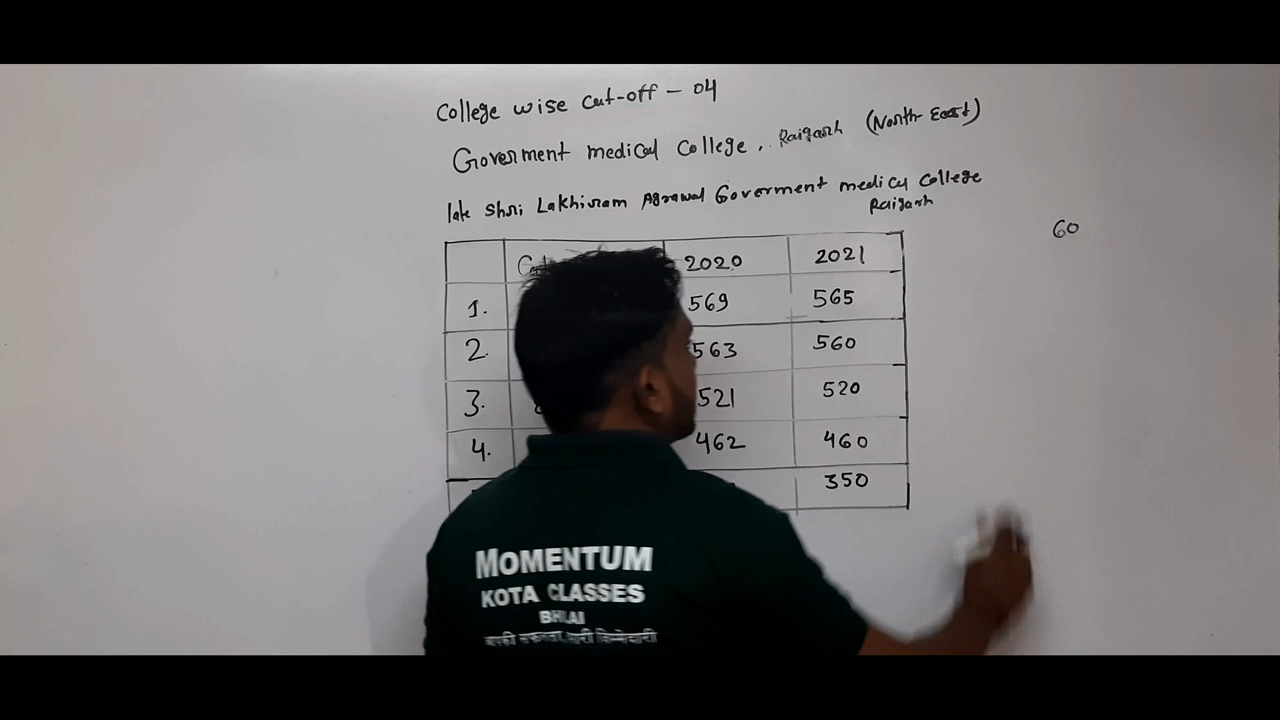 College wise cut-off - 04
Goverment medical college, Raigarh (North East)
late Shri Lakhiram Agrawal Goverment medical College
Raigarh
60
2020 2021
1. 569 565
2. 563 560
3. 521 520
4. 462 460
350
MOMENTUM
KOTA CLASSES
BHILAI